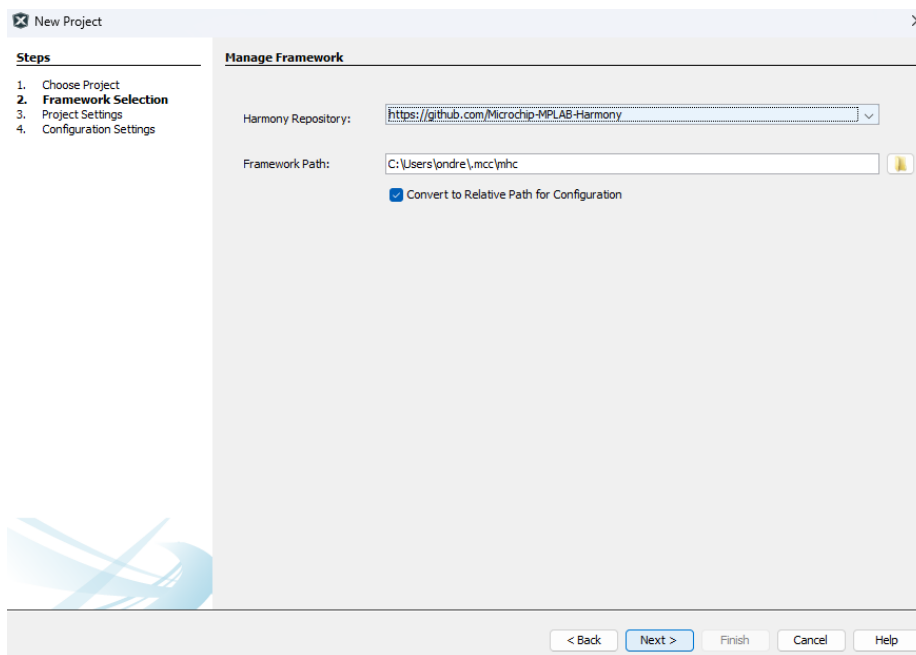 New Project
Steps
1. Choose Project
2. Framework Selection
3. Project Settings
4. Configuration Settings
Manage Framework
Harmony Repository: https://github.com/Microchip-MPLAB-Harmony
Framework Path: C:\Users\ondre\.mcc\mhc
Convert to Relative Path for Configuration
< Back Next > Finish Cancel Help